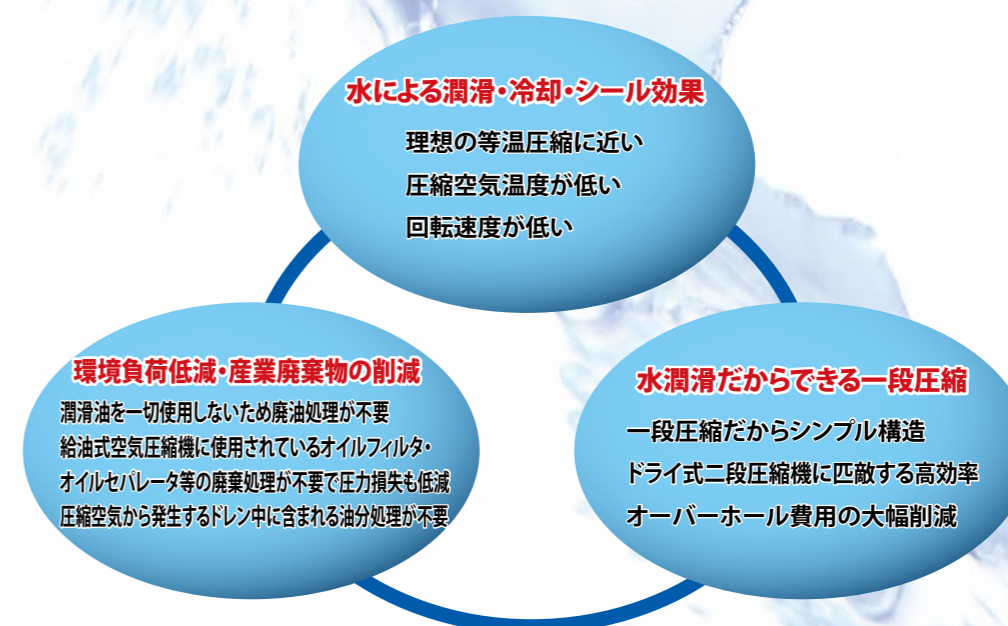 水による潤滑・冷却・シール効果
理想の等温圧縮に近い
圧縮空気温度が低い
回転速度が低い
環境負荷低減・産業廃棄物の削減
潤滑油を一切使用しないため廃油処理が不要
給油式空気圧縮機に使用されているオイルフィルタ・
オイルセパレータ等の廃棄処理が不要で圧力損失も低減
圧縮空気から発生するドレン中に含まれる油分処理が不要
水潤滑だからできる一段圧縮
一段圧縮だからシンプル構造
ドライ式二段圧縮機に匹敵する高効率
オーバーホール費用の大幅削減